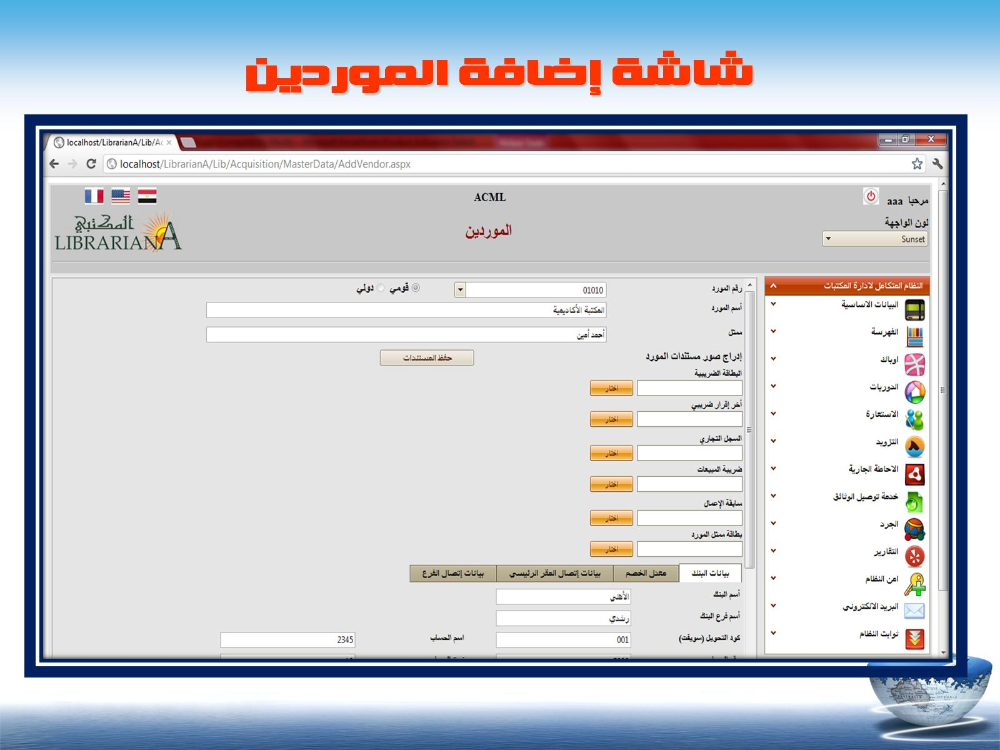 شاشة إضافة الموردين
localhost/LibrarianA/Lib/Ac
localhost/LibrarianA/Lib/Acquisition/MasterData/AddVendor.aspx
مرحبا aaa
ACML
لون الواجهة
Sunset
الموردين
المكتبي
LIBRARIANA
النظام المتكامل لادارة المكتبات
البيانات الاساسية
الفهرسة
اوباك
الدوريات
الاستعارة
التزويد
الاحاطة الجارية
خدمة توصيل الوثائق
الجرد
التقارير
امن النظام
البريد الالكتروني
ثوابت النظام
رقم المورد 01010 قومي دولي
أسم المورد المكتبة الأكاديمية
ممثل أحمد أمين
إدراج صور مستندات المورد حفظ المستندات
البطاقة الضريبية
اختار
أخر إقرار ضريبي
اختار
السجل التجاري
اختار
ضريبة المبيعات
اختار
سابقة الإعمال
اختار
بطاقة ممثل المورد
اختار
بيانات البنك معدل الخصم بيانات إتصال المقر الرئيسي بيانات إتصال الفرع
أسم البنك الأهلي
أسم فرع البنك رشدي
كود التحويل (سويفت) 001 اسم الحساب 2345
AUSTRALIA
OCEANIA